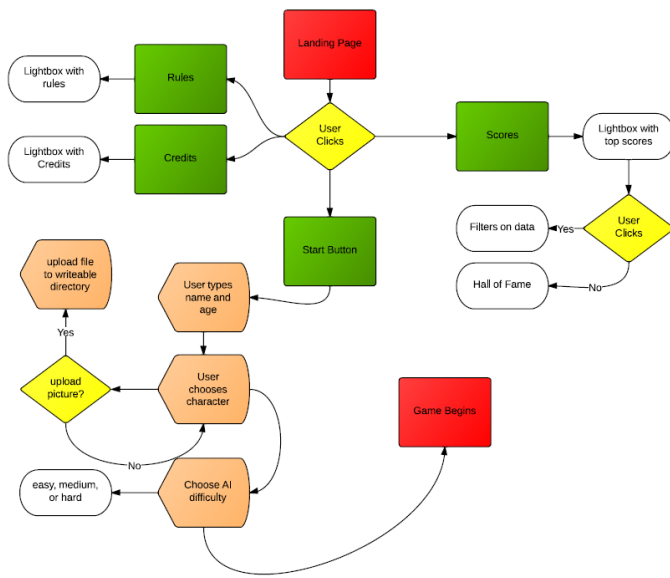 Landing Page
Lightbox with
rules
Rules
User
Clicks
Scores
Lightbox with
top scores
Lightbox with
Credits
Credits
User
Clicks
Yes
Filters on data
No
Hall of Fame
Start Button
upload file
to writeable
directory
User types
name and
age
Yes
upload
picture?
User
chooses
character
Game Begins
No
easy, medium,
or hard
Choose AI
difficulty